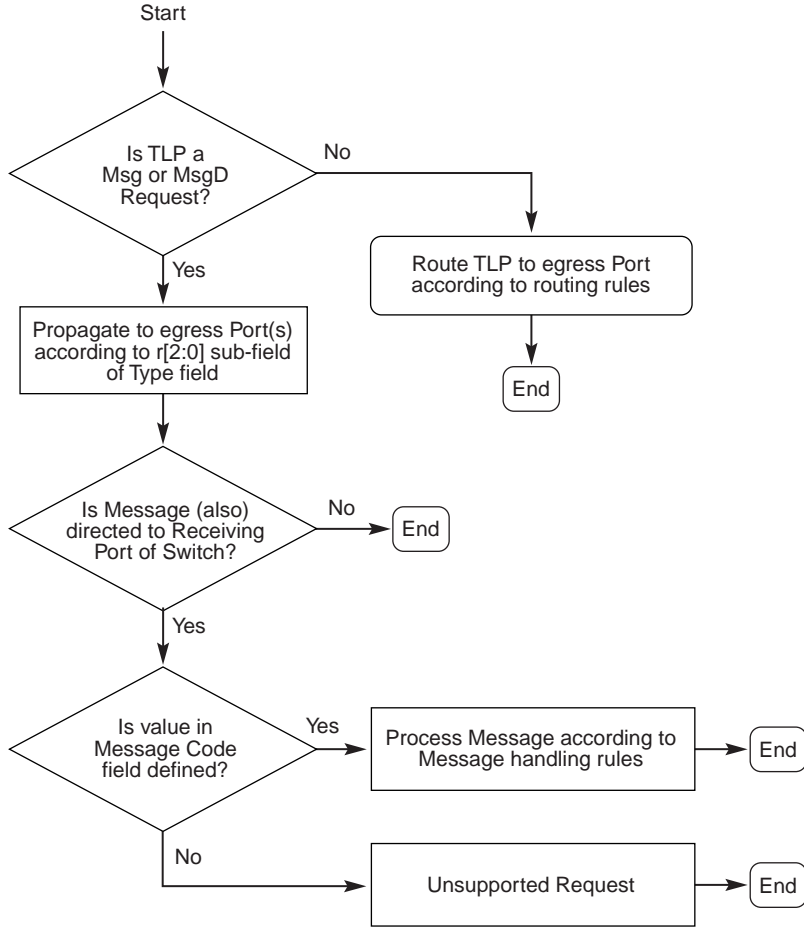 Start
Is TLP a
Msg or MsgD
Request?
No
Yes
Route TLP to egress Port
according to routing rules
Propagate to egress Port(s)
according to r[2:0] sub-field
of Type field
End
Is Message (also)
directed to Receiving
Port of Switch?
No
End
Yes
Is value in
Message Code
field defined?
Yes
Process Message according to
Message handling rules
End
No
Unsupported Request
End